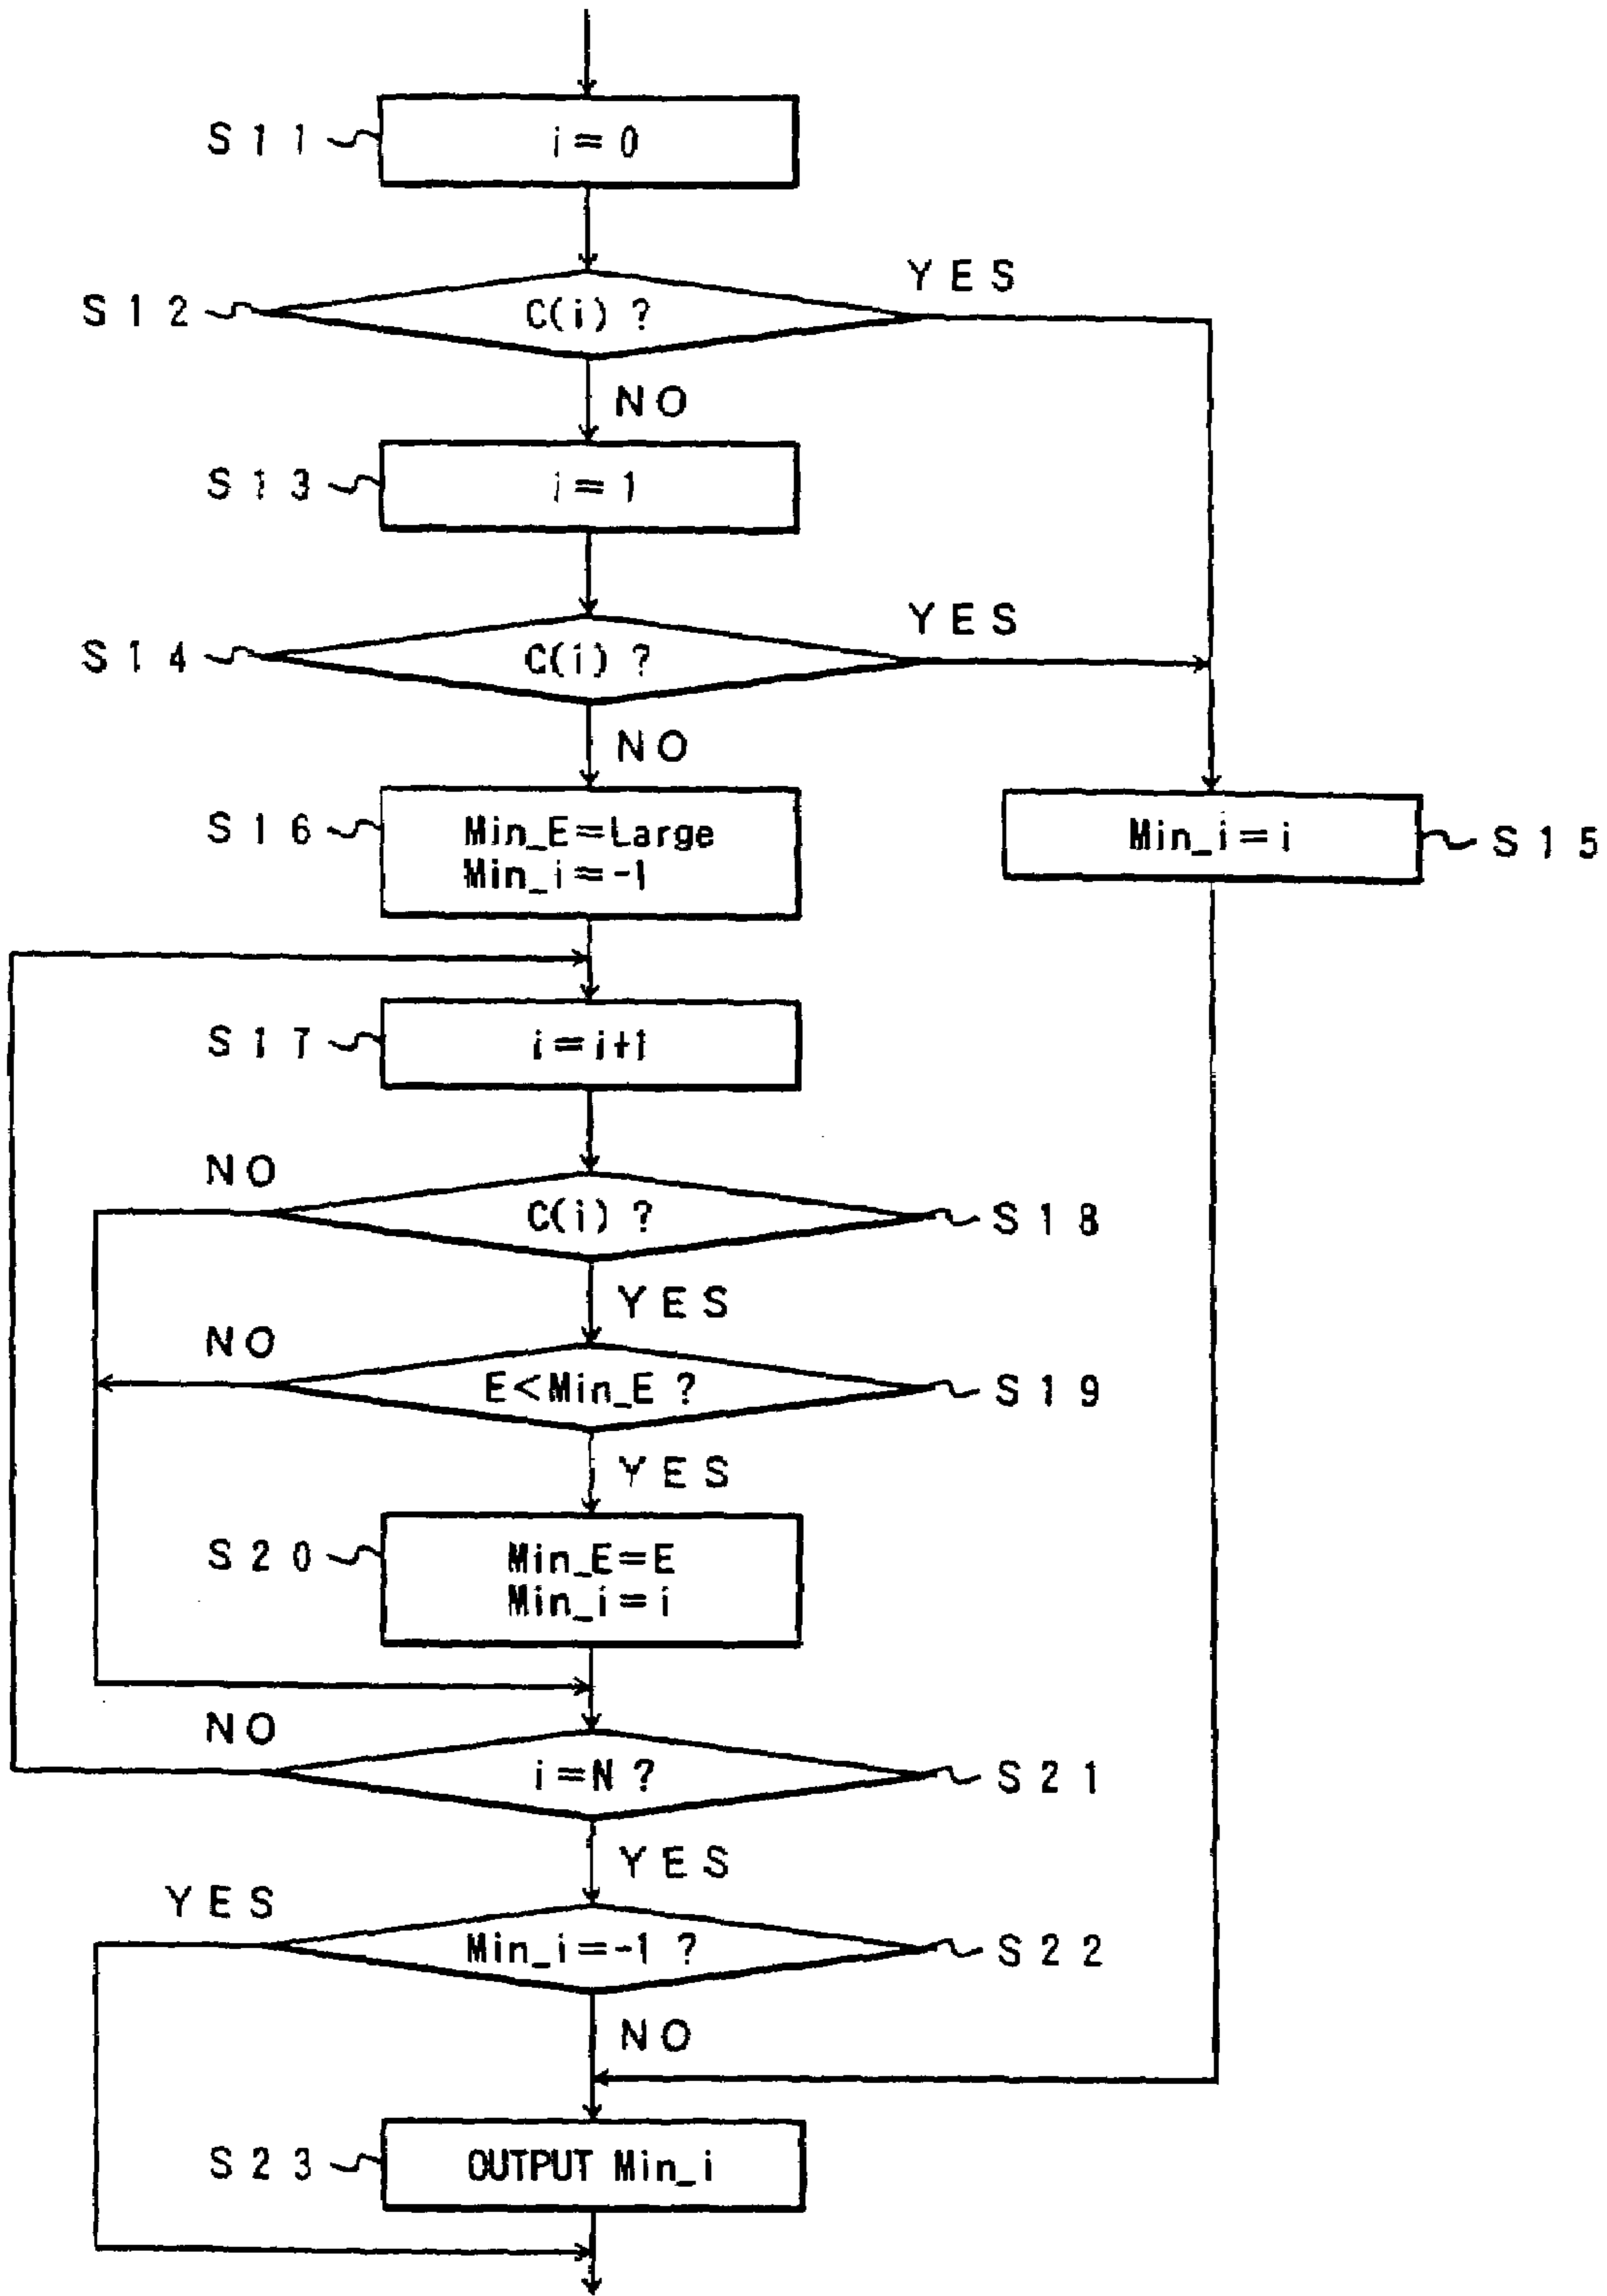 S11
i=0
YES
S12
C(i) ?
NO
S13
i=1
YES
S14
C(i) ?
NO
S16
Min_E=Large
Min_i=-1
Min_i=i
S15
S17
i=i+1
NO
C(i) ?
S18
YES
NO
E<Min_E ?
S19
YES
S20
Min_E=E
Min_i=i
NO
i=N ?
S21
YES
YES
Min_i=-1 ?
S22
NO
S23
OUTPUT Min_i